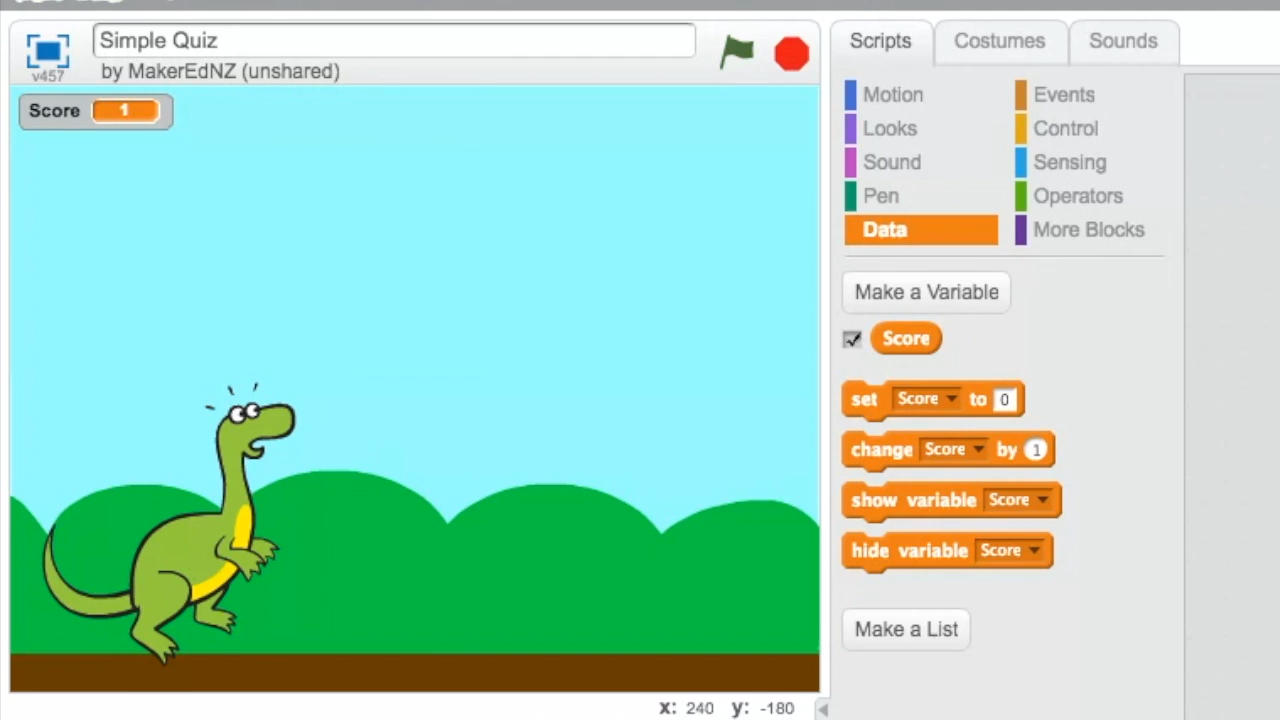 Simple Quiz
v457
by MakerEdNZ (unshared)
Score 1
Scripts Costumes Sounds
Motion Events
Looks Control
Sound Sensing
Pen Operators
Data More Blocks
Make a Variable
Score
set Score to 0
change Score by 1
show variable Score
hide variable Score
Make a List
x: 240 y: -180